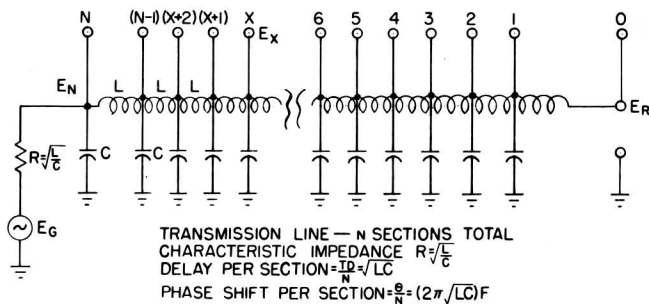 N (N-1) (X+2) (X+1) X 6 5 4 3 2 1 0
E_X
E_N L L L E_R
R=√L/C C C
E_G
TRANSMISSION LINE — N SECTIONS TOTAL
CHARACTERISTIC IMPEDANCE R=√L/C
DELAY PER SECTION=TD/N=√LC
PHASE SHIFT PER SECTION=θ/N=(2π√LC)F